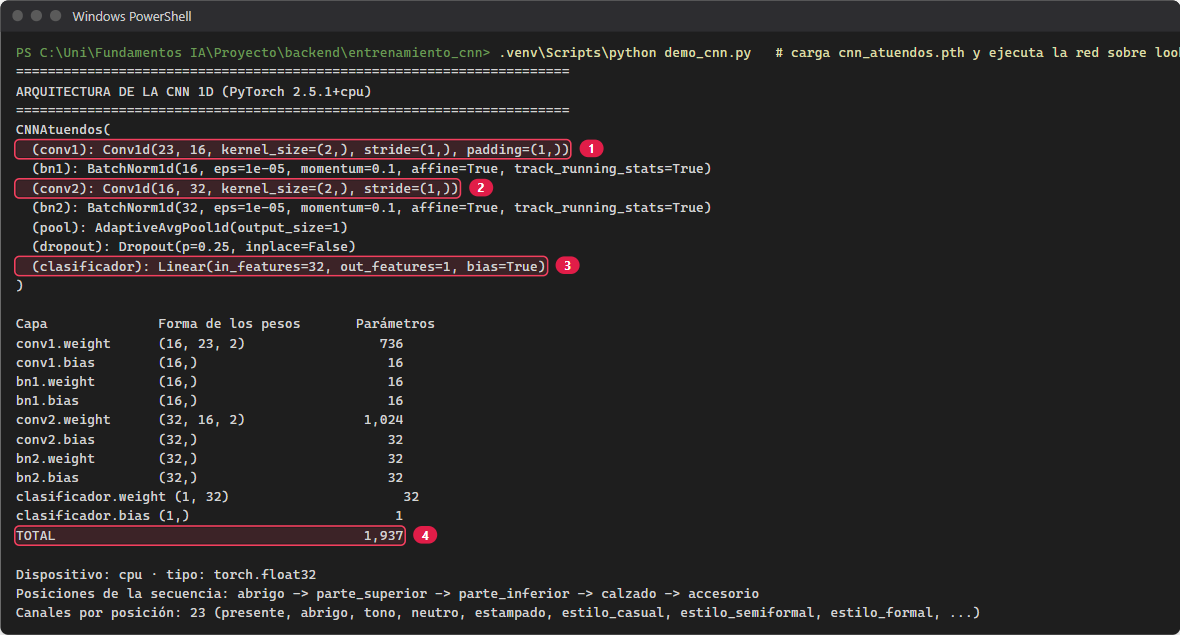 Windows PowerShell
PS C:\Uni\Fundamentos IA\Proyecto\backend\entrenamiento_cnn> .venv\Scripts\python demo_cnn.py   # carga cnn_atuendos.pth y ejecuta la red sobre
======================================================================
ARQUITECTURA DE LA CNN 1D (PyTorch 2.5.1+cpu)
======================================================================
CNNAtuendos(
  (conv1): Conv1d(23, 16, kernel_size=(2,), stride=(1,), padding=(1,)) 1
  (bn1): BatchNorm1d(16, eps=1e-05, momentum=0.1, affine=True, track_running_stats=True)
  (conv2): Conv1d(16, 32, kernel_size=(2,), stride=(1,)) 2
  (bn2): BatchNorm1d(32, eps=1e-05, momentum=0.1, affine=True, track_running_stats=True)
  (pool): AdaptiveAvgPool1d(output_size=1)
  (dropout): Dropout(p=0.25, inplace=False)
  (clasificador): Linear(in_features=32, out_features=1, bias=True) 3
)
Capa              Forma de los pesos       Parámetros
conv1.weight      (16, 23, 2)                 736
conv1.bias        (16,)                        16
bn1.weight        (16,)                        16
bn1.bias          (16,)                        16
conv2.weight      (32, 16, 2)               1,024
conv2.bias        (32,)                        32
bn2.weight        (32,)                        32
bn2.bias          (32,)                        32
clasificador.weight (1, 32)                      32
clasificador.bias (1,)                          1
TOTAL                                       1,937 4
Dispositivo: cpu · tipo: torch.float32
Posiciones de la secuencia: abrigo -> parte_superior -> parte_inferior -> calzado -> accesorio
Canales por posición: 23 (presente, abrigo, tono, neutro, estampado, estilo_casual, estilo_semiformal, estilo_formal, ...)